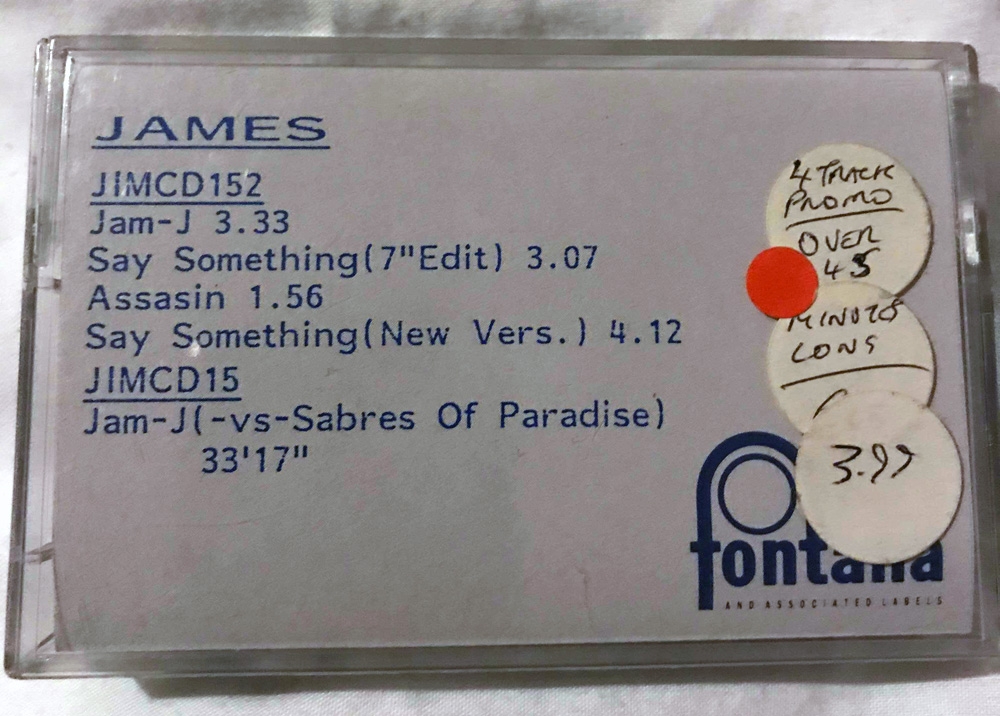 JAMES
JIMCD152
Jam-J 3.33
Say Something(7"Edit) 3.07
Assasin 1.56
Say Something(New Vers.) 4.12
JIMCD15
Jam-J(-vs-Sabres Of Paradise)
33'17"
4 TRACK
PROMO
OVER
45
MINUTES
LONG
3.99
fontana
AND ASSOCIATED LABELS